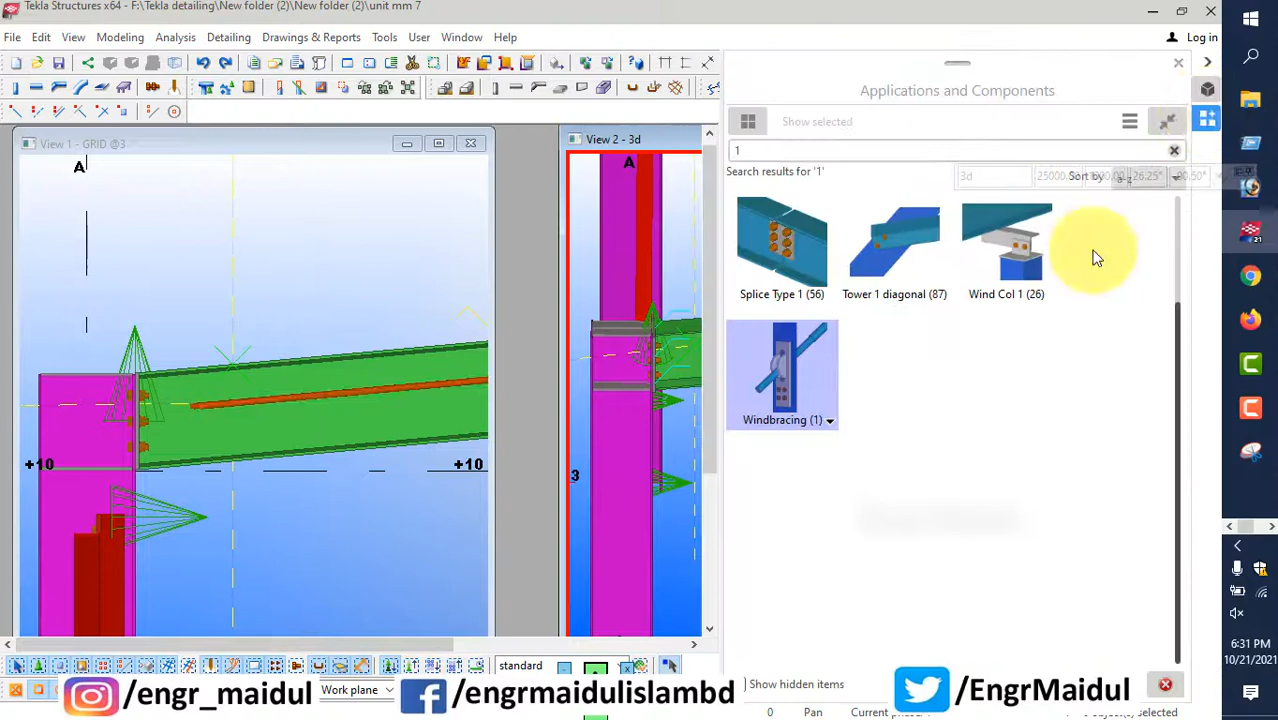 Tekla Structures x64 - F:\Tekla detailing\New folder (2)\New folder (2)\unit mm 7
File Edit View Modeling Analysis Detailing Drawings & Reports Tools User Window Help
Log in
Applications and Components
Show selected
1
Search results for '1'
3d
Sort by
a-z
View 1 - GRID @3
View 2 - 3d
A
A
Splice Type 1 (56)
Tower 1 diagonal (87)
Wind Col 1 (26)
Windbracing (1)
+10
+10
3
standard
Work plane
Show hidden items
0
Pan
/engr_maidul
/engrmaidulislambd
/EngrMaidul
21
6:31 PM
10/21/2021